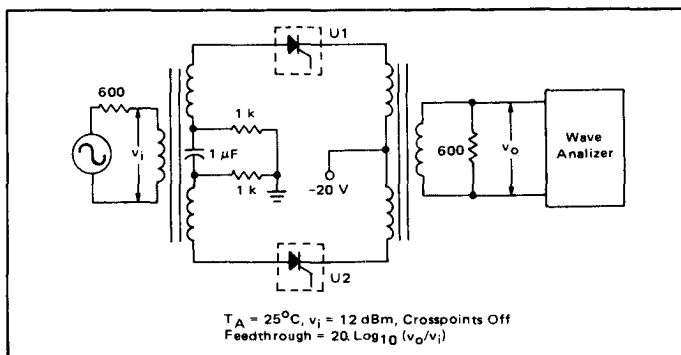 U1
600
1 k
v_i
1 μF
600
v_o
Wave
Analizer
1 k
-20 V
U2
T_A = 25°C, v_i = 12 dBm, Crosspoints Off
Feedthrough = 20 Log_10 (v_o/v_i)